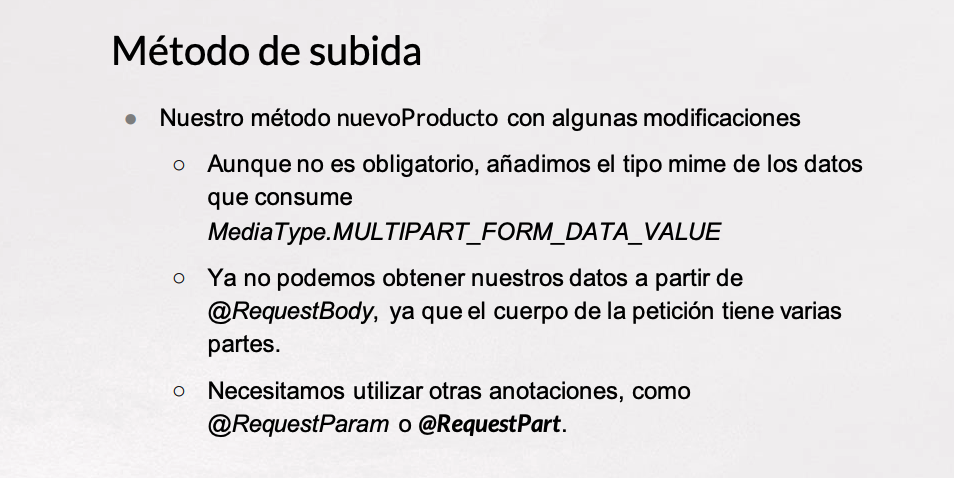 Método de subida
● Nuestro método nuevoProducto con algunas modificaciones
○ Aunque no es obligatorio, añadimos el tipo mime de los datos
que consume
MediaType.MULTIPART_FORM_DATA_VALUE
○ Ya no podemos obtener nuestros datos a partir de
@RequestBody, ya que el cuerpo de la petición tiene varias
partes.
○ Necesitamos utilizar otras anotaciones, como
@RequestParam o @RequestPart.